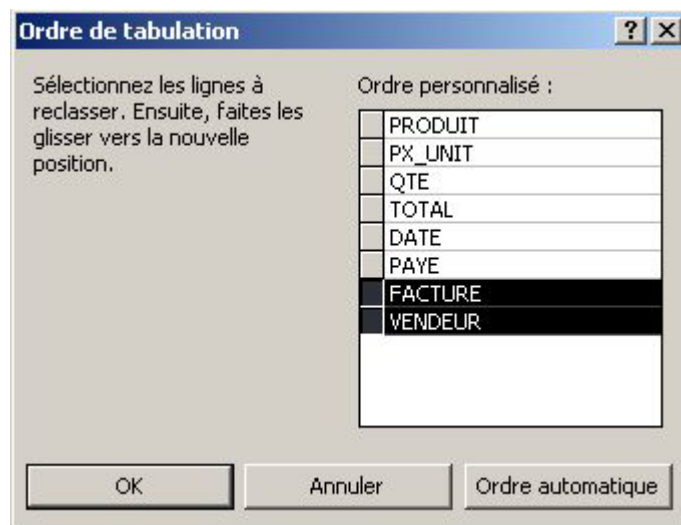 Ordre de tabulation
Sélectionnez les lignes à
reclasser. Ensuite, faites les
glisser vers la nouvelle
position.
Ordre personnalisé :
PRODUIT
PX_UNIT
QTE
TOTAL
DATE
PAYE
FACTURE
VENDEUR
OK
Annuler
Ordre automatique